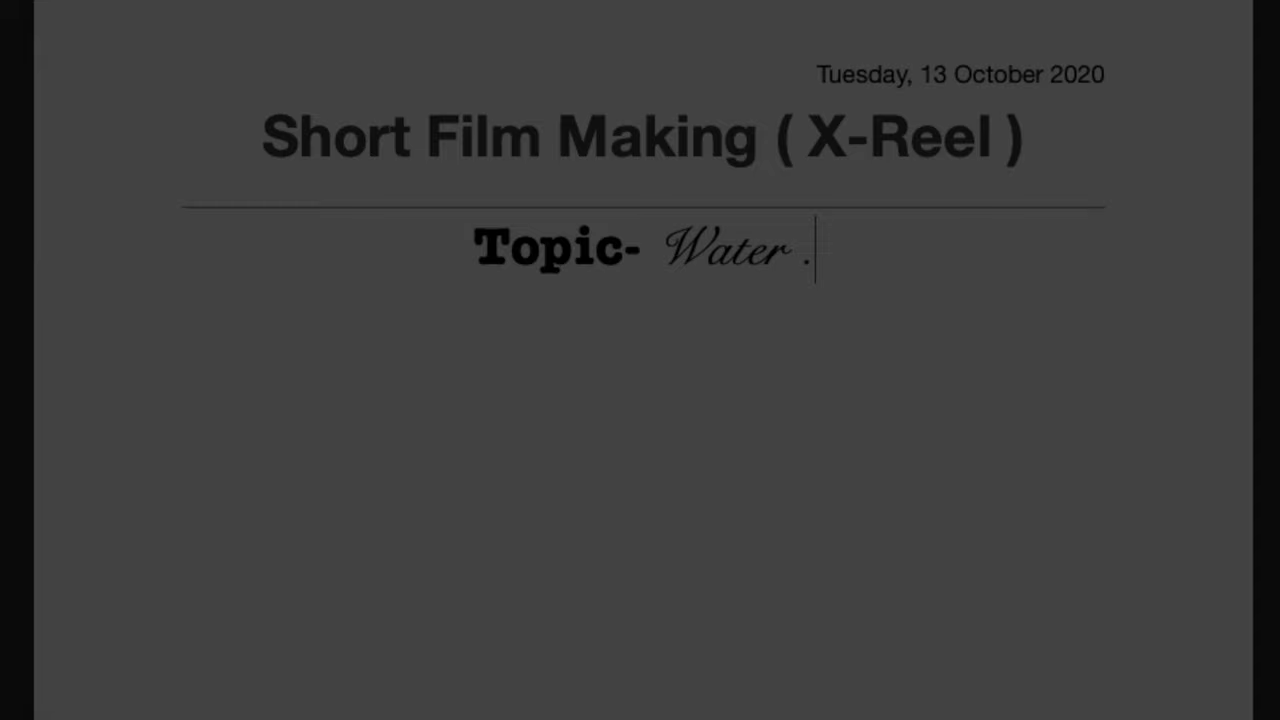 Tuesday, 13 October 2020
Short Film Making ( X-Reel )
Topic- Water .